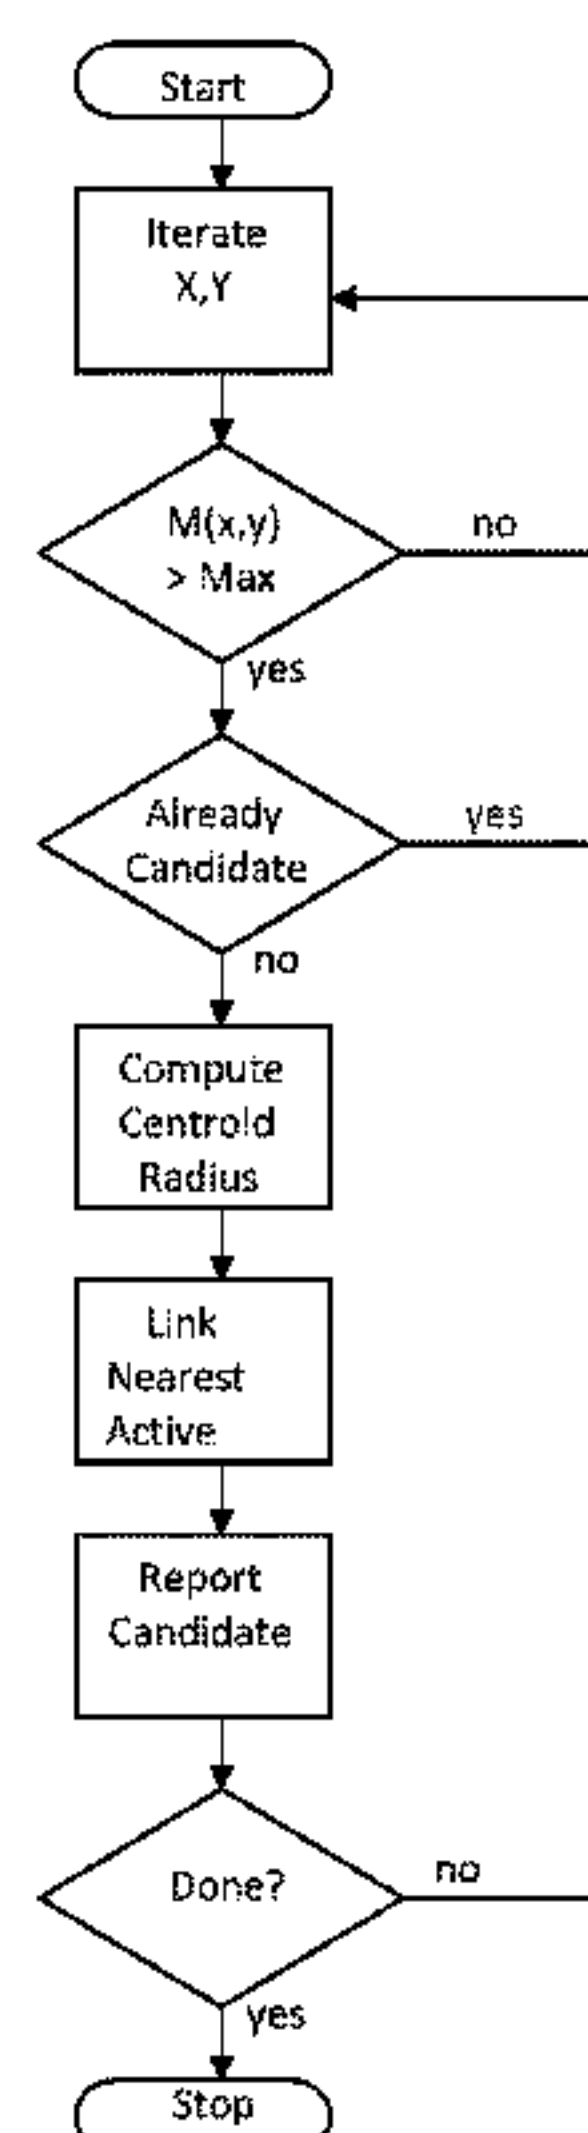 Start
Iterate
X,Y
M(x,y)
> Max
no
yes
Already
Candidate
yes
no
Compute
Centroid
Radius
Link
Nearest
Active
Report
Candidate
Done?
no
yes
Stop